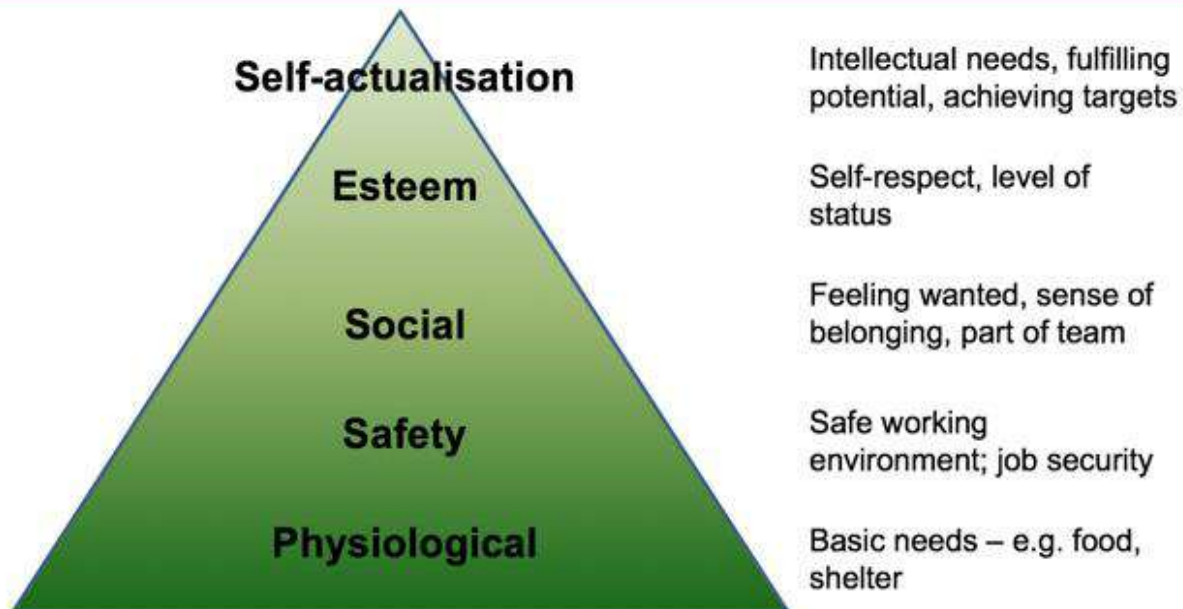 Self-actualisation
Intellectual needs, fulfilling
potential, achieving targets
Esteem
Self-respect, level of
status
Social
Feeling wanted, sense of
belonging, part of team
Safety
Safe working
environment; job security
Physiological
Basic needs – e.g. food,
shelter